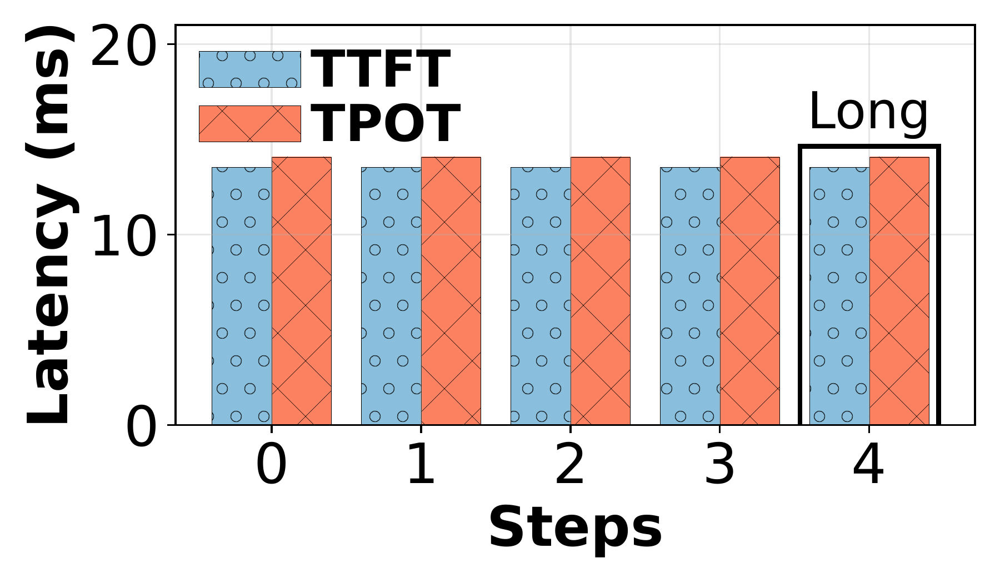 Latency (ms)
20
10
0
TTFT
TPOT
Long
0 1 2 3 4
Steps